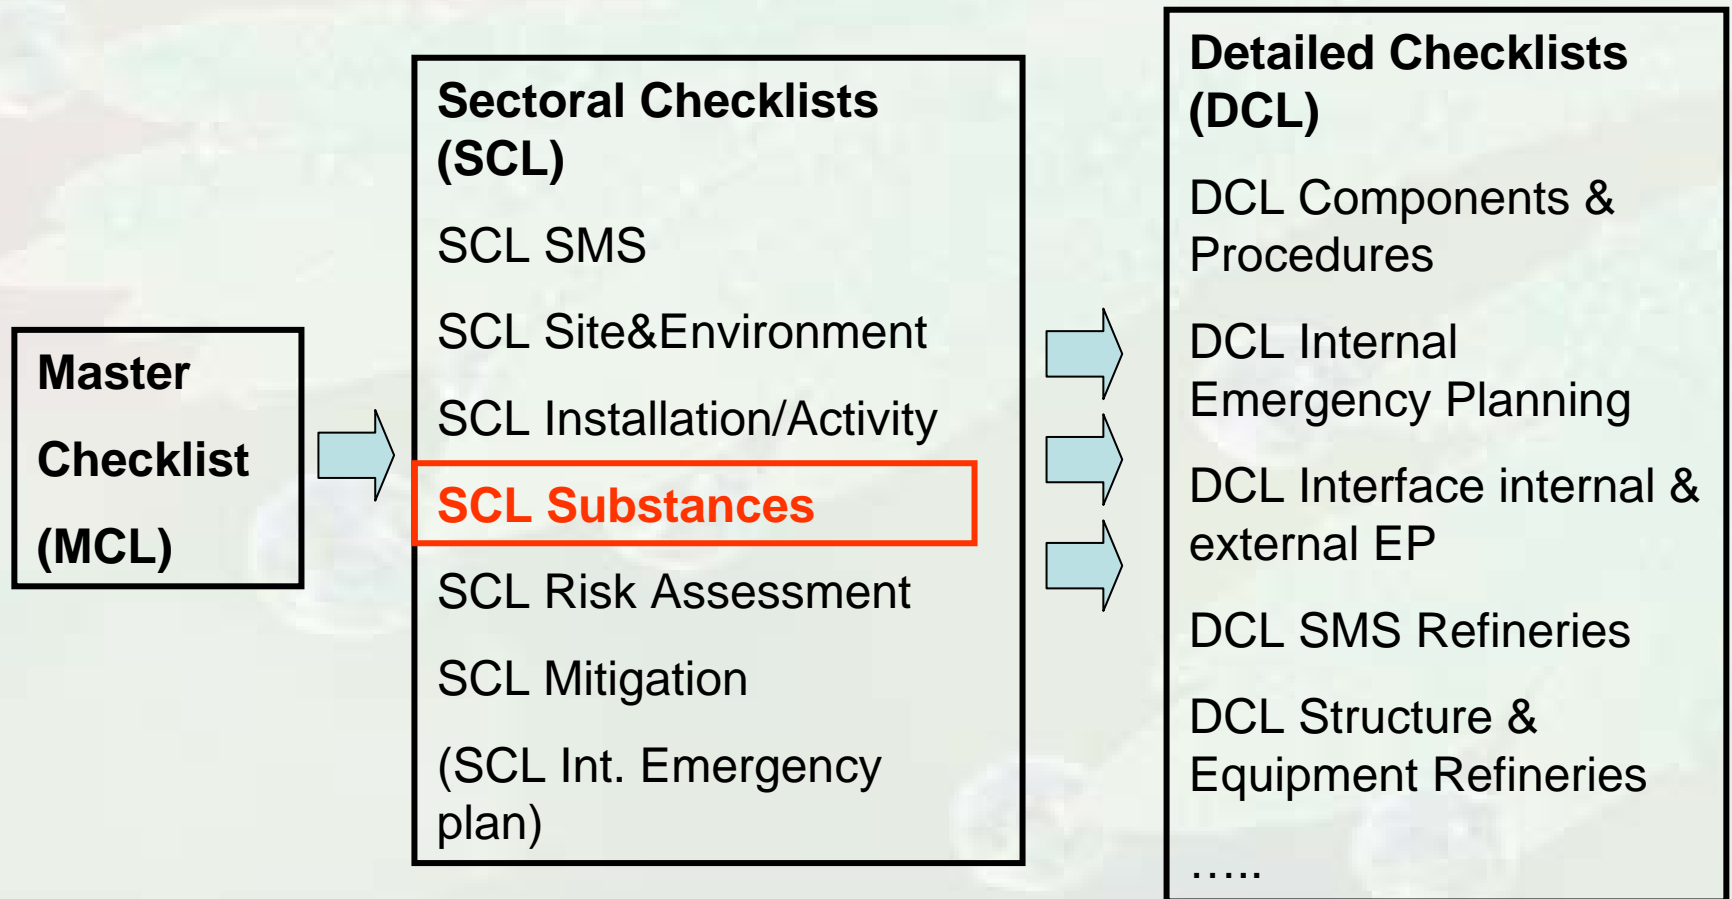 Master
Checklist
(MCL)
Sectoral Checklists
(SCL)
SCL SMS
SCL Site&Environment
SCL Installation/Activity
SCL Substances
SCL Risk Assessment
SCL Mitigation
(SCL Int. Emergency
plan)
Detailed Checklists
(DCL)
DCL Components &
Procedures
DCL Internal
Emergency Planning
DCL Interface internal &
external EP
DCL SMS Refineries
DCL Structure &
Equipment Refineries
…..